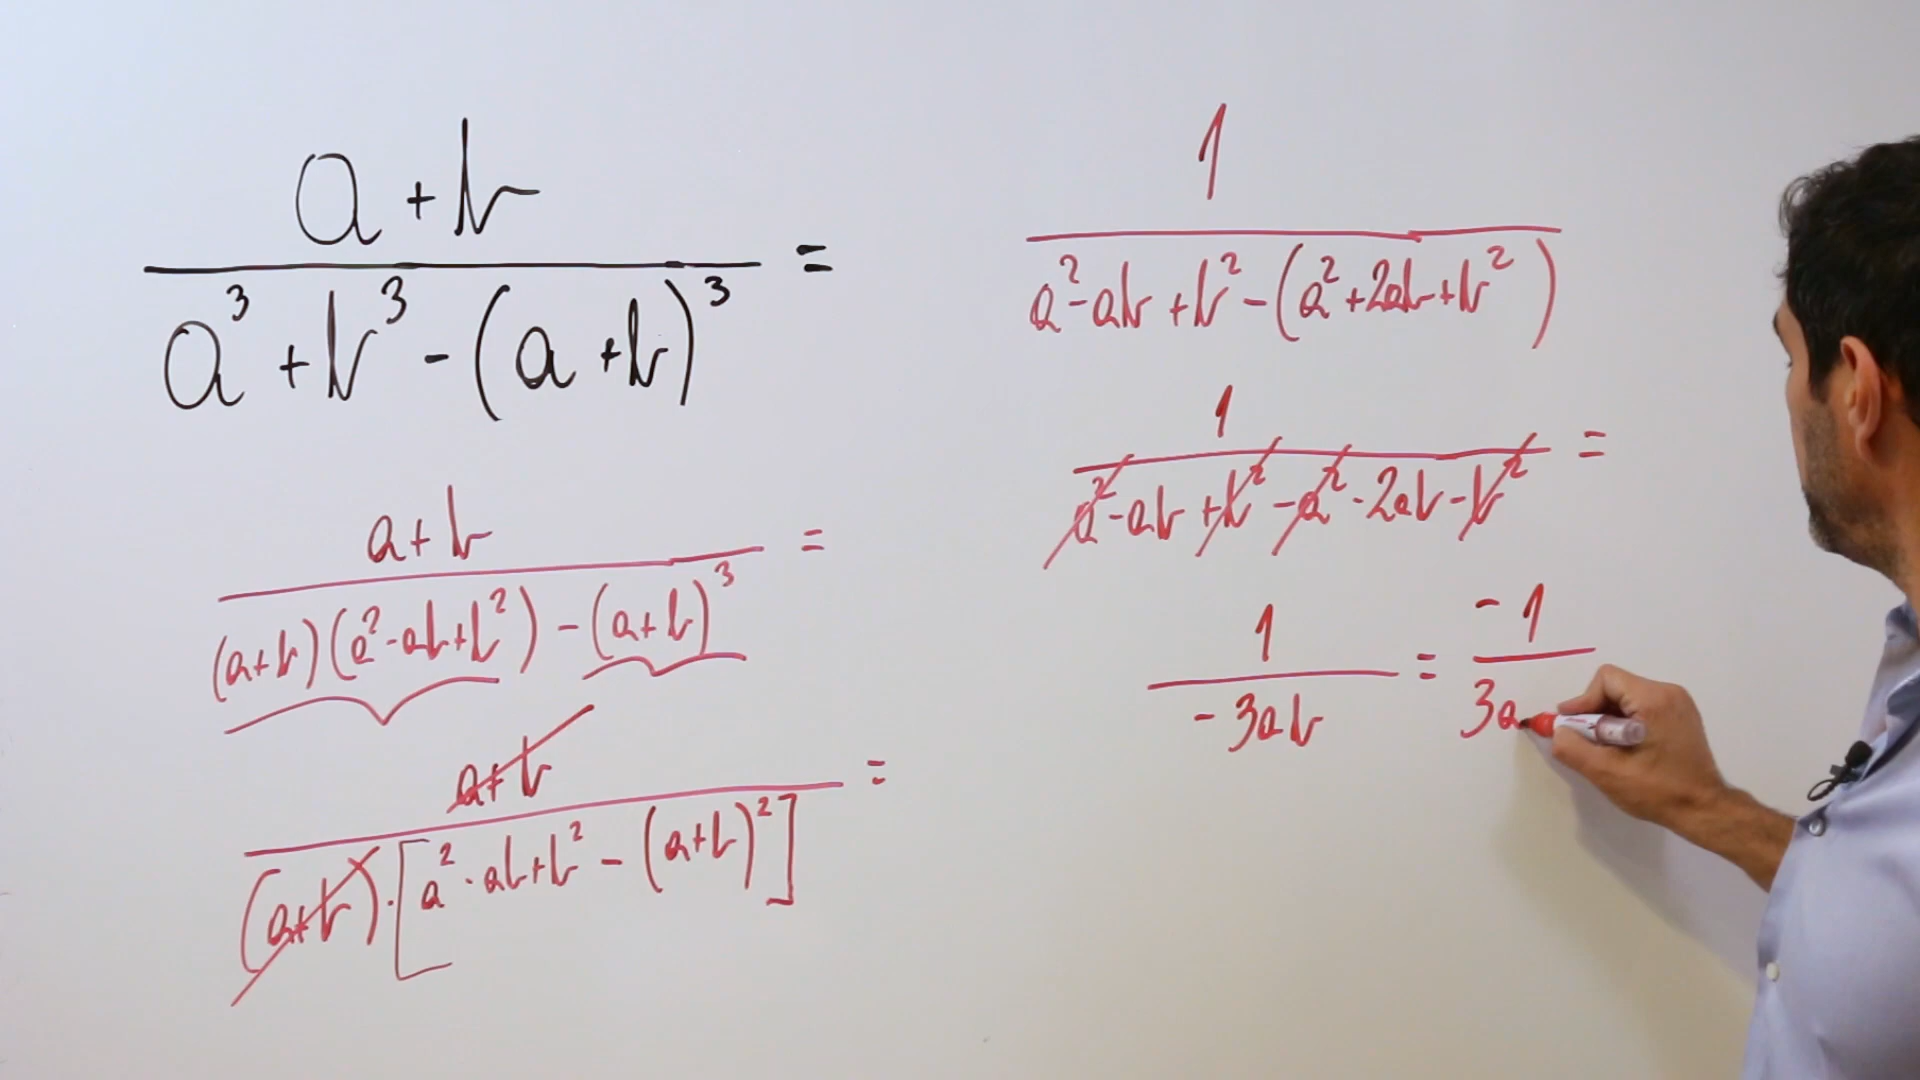 a + b
a³ + b³ - (a + b)³ =
a + b
(a+b)(a²-ab+b²) - (a+b)³ =
a+b
(a+b)·[a²-ab+b² - (a+b)²] =
1
a²-ab+b²-(a²+2ab+b²)
1
a²-ab+b²-a²-2ab-b² =
1
-3ab
= -1
3a